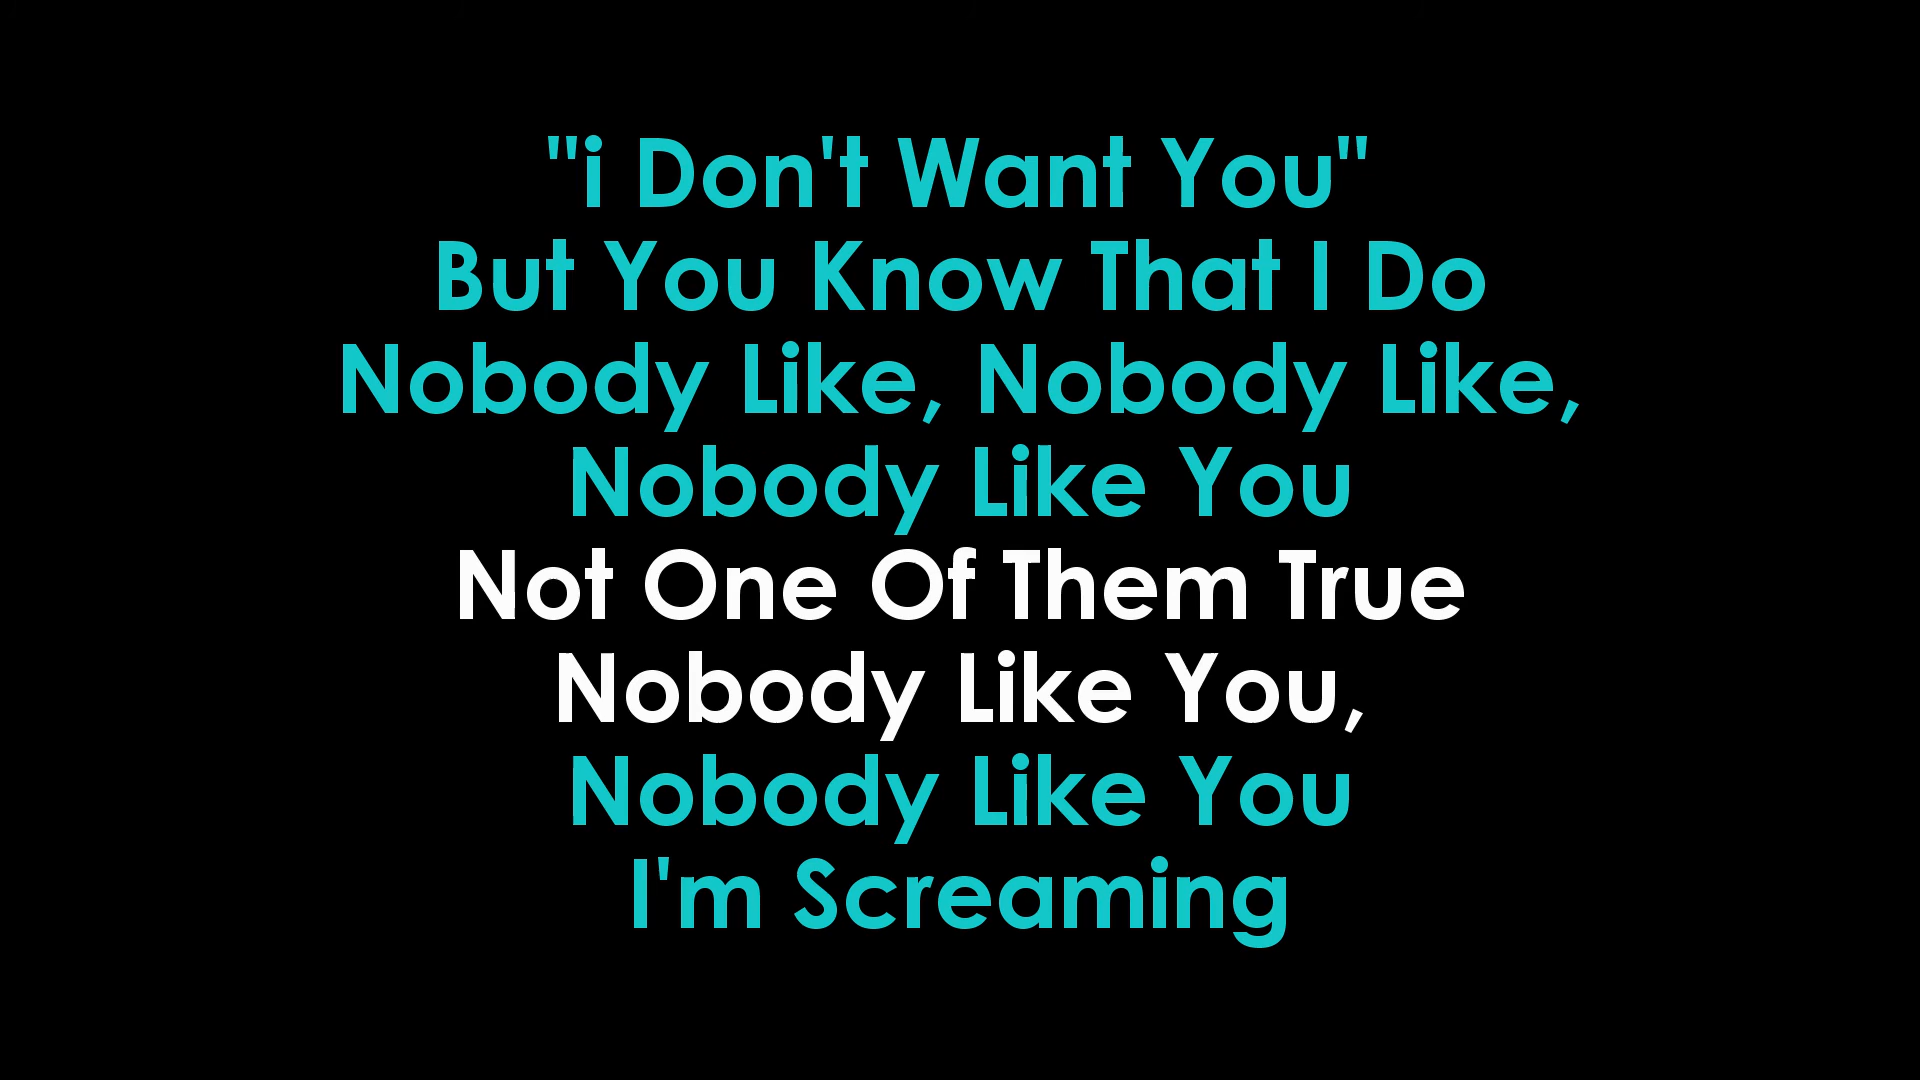 "i Don't Want You"
But You Know That I Do
Nobody Like, Nobody Like,
Nobody Like You
Not One Of Them True
Nobody Like You,
Nobody Like You
I'm Screaming